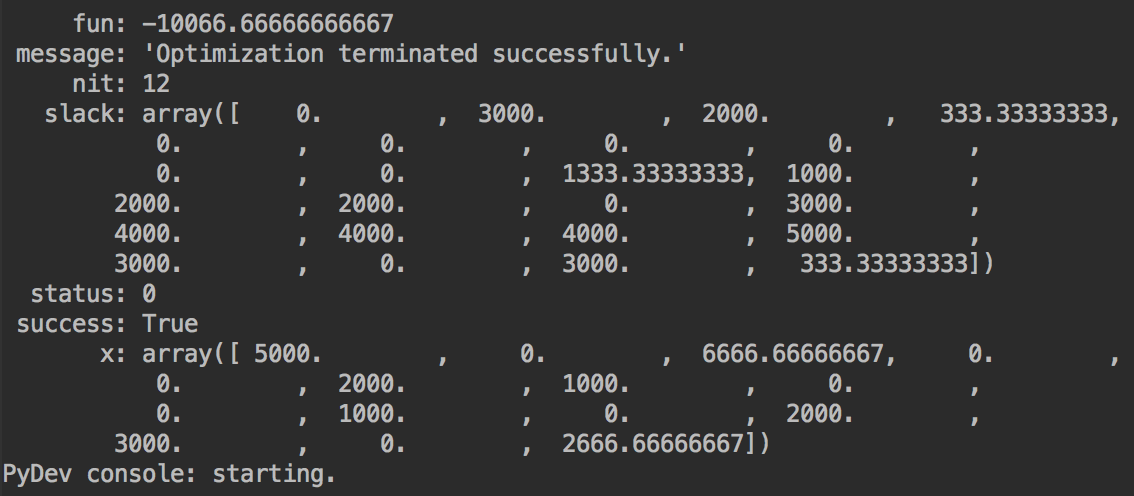 fun: -10066.66666666667
 message: 'Optimization terminated successfully.'
     nit: 12
   slack: array([    0.        ,  3000.        ,  2000.        ,   333.33333333,
           0.        ,     0.        ,     0.        ,     0.        ,
           0.        ,     0.        ,  1333.33333333,  1000.        ,
        2000.        ,  2000.        ,     0.        ,  3000.        ,
        4000.        ,  4000.        ,  4000.        ,  5000.        ,
        3000.        ,     0.        ,  3000.        ,   333.33333333])
  status: 0
 success: True
       x: array([ 5000.        ,     0.        ,  6666.66666667,     0.        ,
           0.        ,  2000.        ,  1000.        ,     0.        ,
           0.        ,  1000.        ,     0.        ,  2000.        ,
        3000.        ,     0.        ,  2666.66666667])
PyDev console: starting.